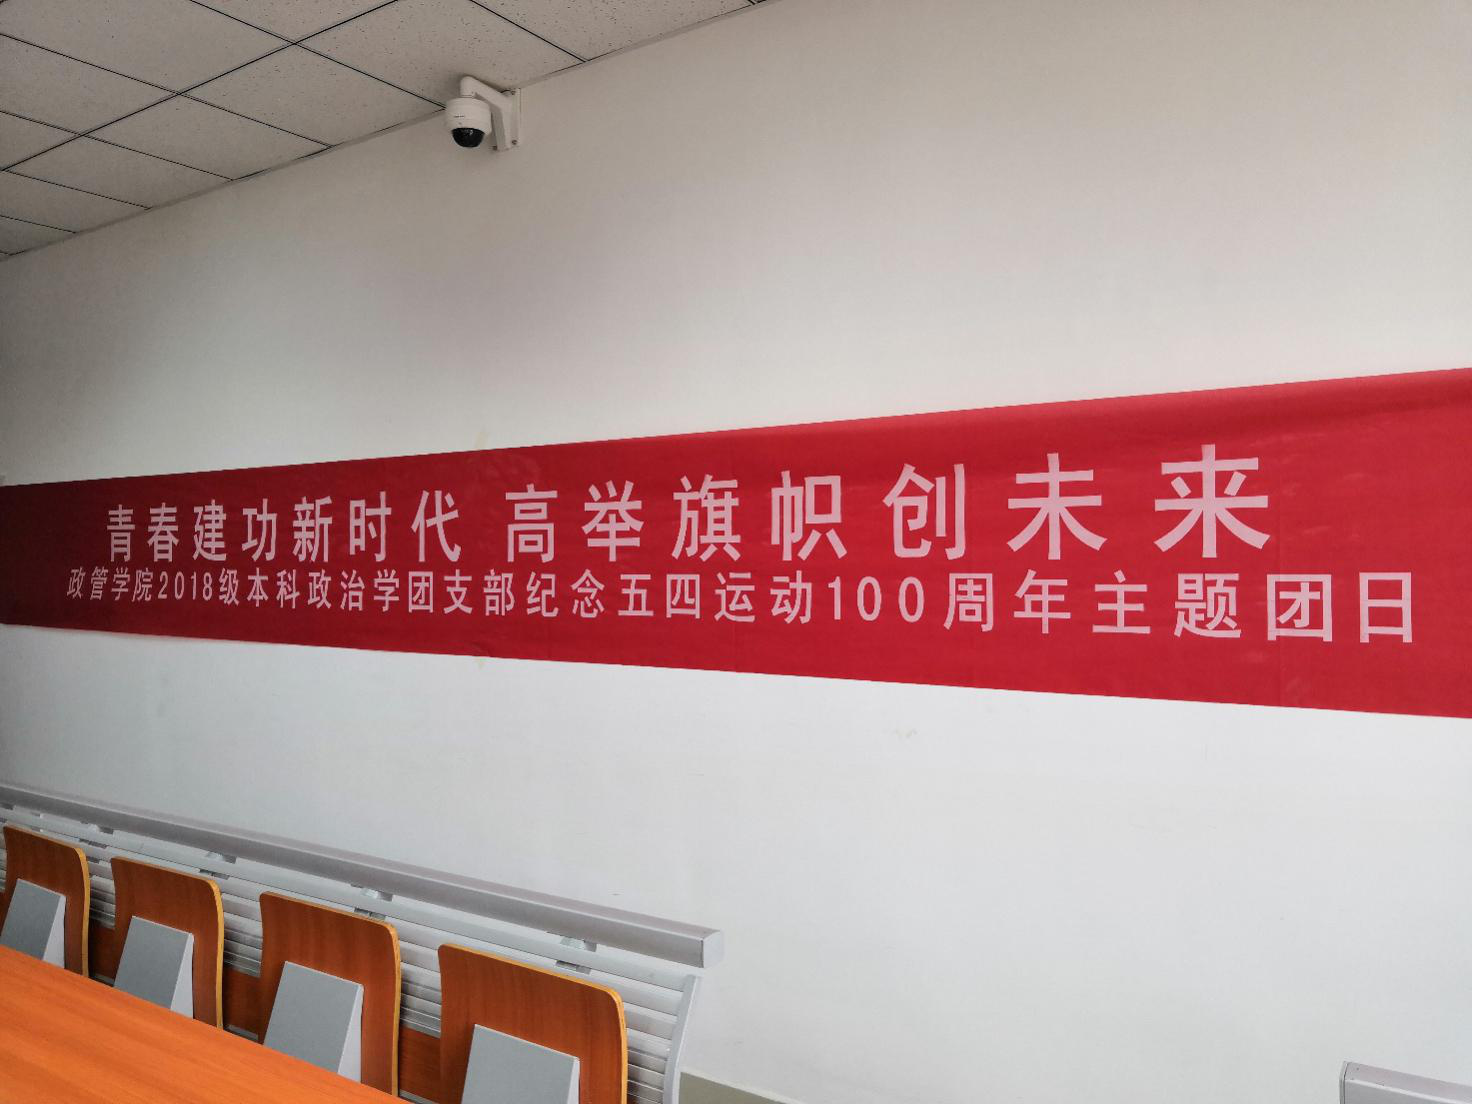 青春建功新时代 高举旗帜创未来
政管学院2018级本科政治学团支部纪念五四运动100周年主题团日